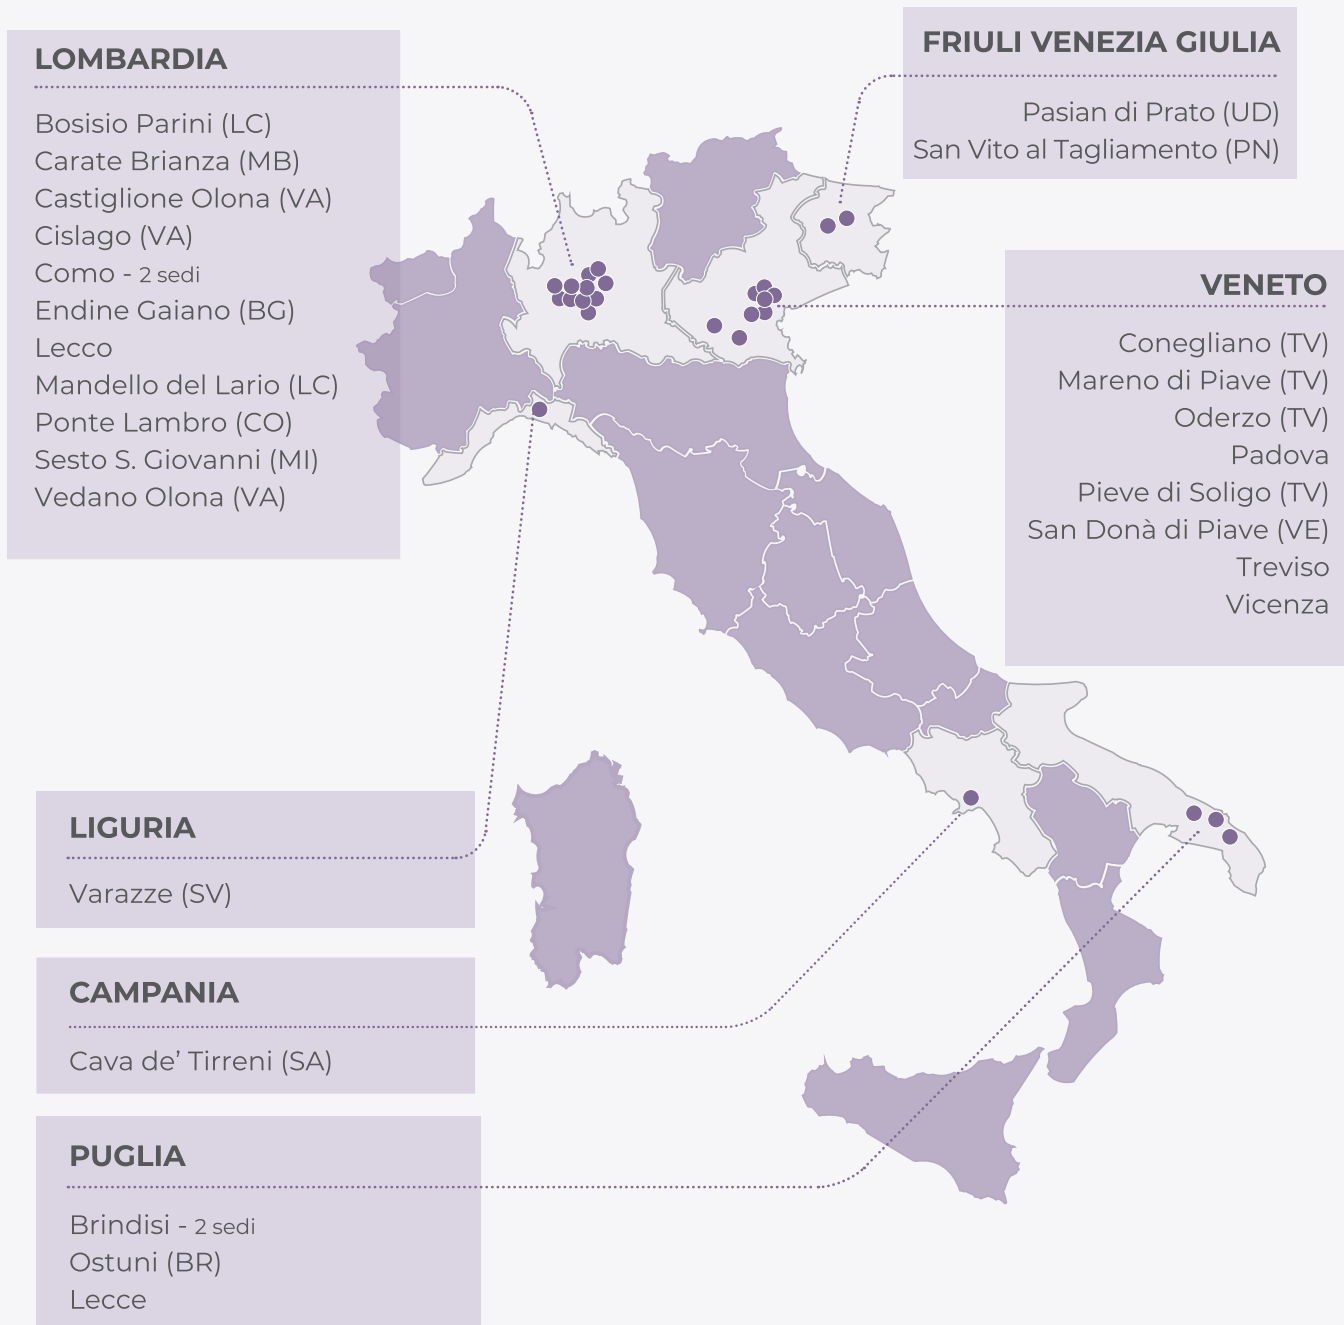 LOMBARDIA
Bosisio Parini (LC)
Carate Brianza (MB)
Castiglione Olona (VA)
Cislago (VA)
Como - 2 sedi
Endine Gaiano (BG)
Lecco
Mandello del Lario (LC)
Ponte Lambro (CO)
Sesto S. Giovanni (MI)
Vedano Olona (VA)
FRIULI VENEZIA GIULIA
Pasian di Prato (UD)
San Vito al Tagliamento (PN)
VENETO
Conegliano (TV)
Mareno di Piave (TV)
Oderzo (TV)
Padova
Pieve di Soligo (TV)
San Donà di Piave (VE)
Treviso
Vicenza
LIGURIA
Varazze (SV)
CAMPANIA
Cava de’ Tirreni (SA)
PUGLIA
Brindisi - 2 sedi
Ostuni (BR)
Lecce